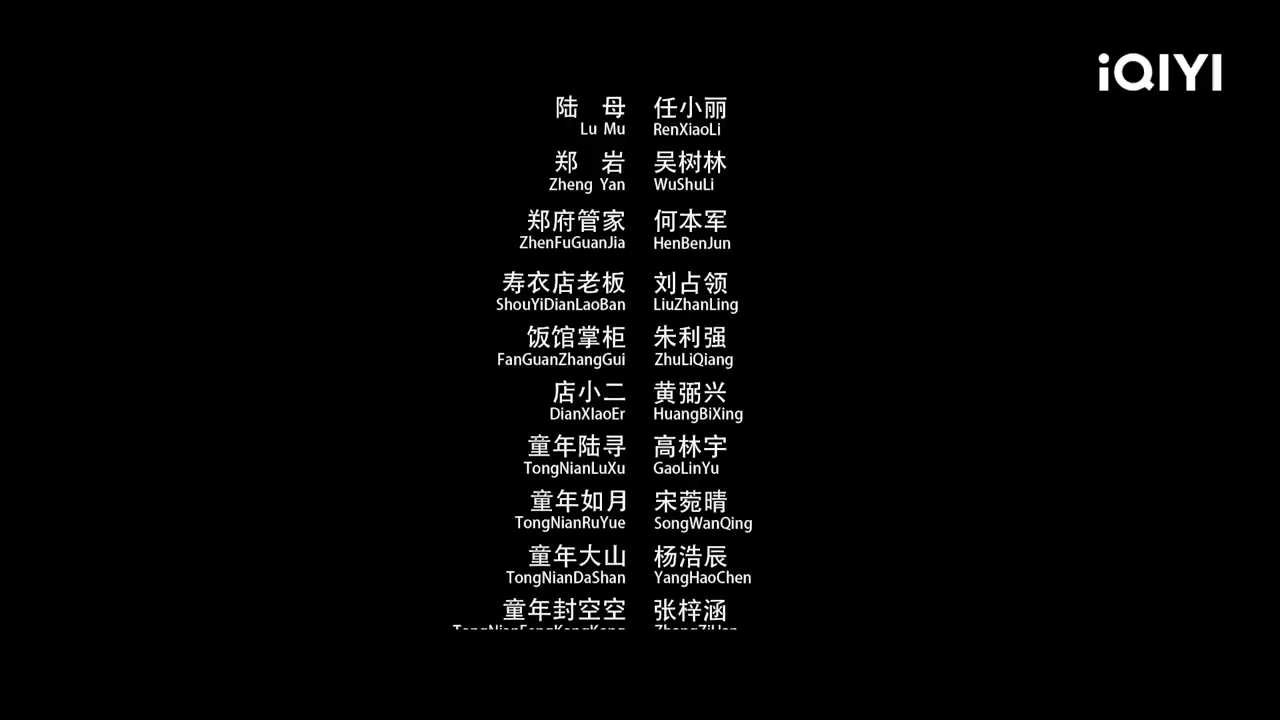 iQIYI
陆 母 任小丽
Lu Mu RenXiaoLi
郑 岩 吴树林
Zheng Yan WuShuLi
郑府管家 何本军
ZhenFuGuanJia HenBenJun
寿衣店老板 刘占领
ShouYiDianLaoBan LiuZhanLing
饭馆掌柜 朱利强
FanGuanZhangGui ZhuLiQiang
店小二 黄弼兴
DianXIaoEr HuangBiXing
童年陆寻 高林宇
TongNianLuXu GaoLinYu
童年如月 宋菀晴
TongNianRuYue SongWanQing
童年大山 杨浩辰
TongNianDaShan YangHaoChen
童年封空空 张梓涵